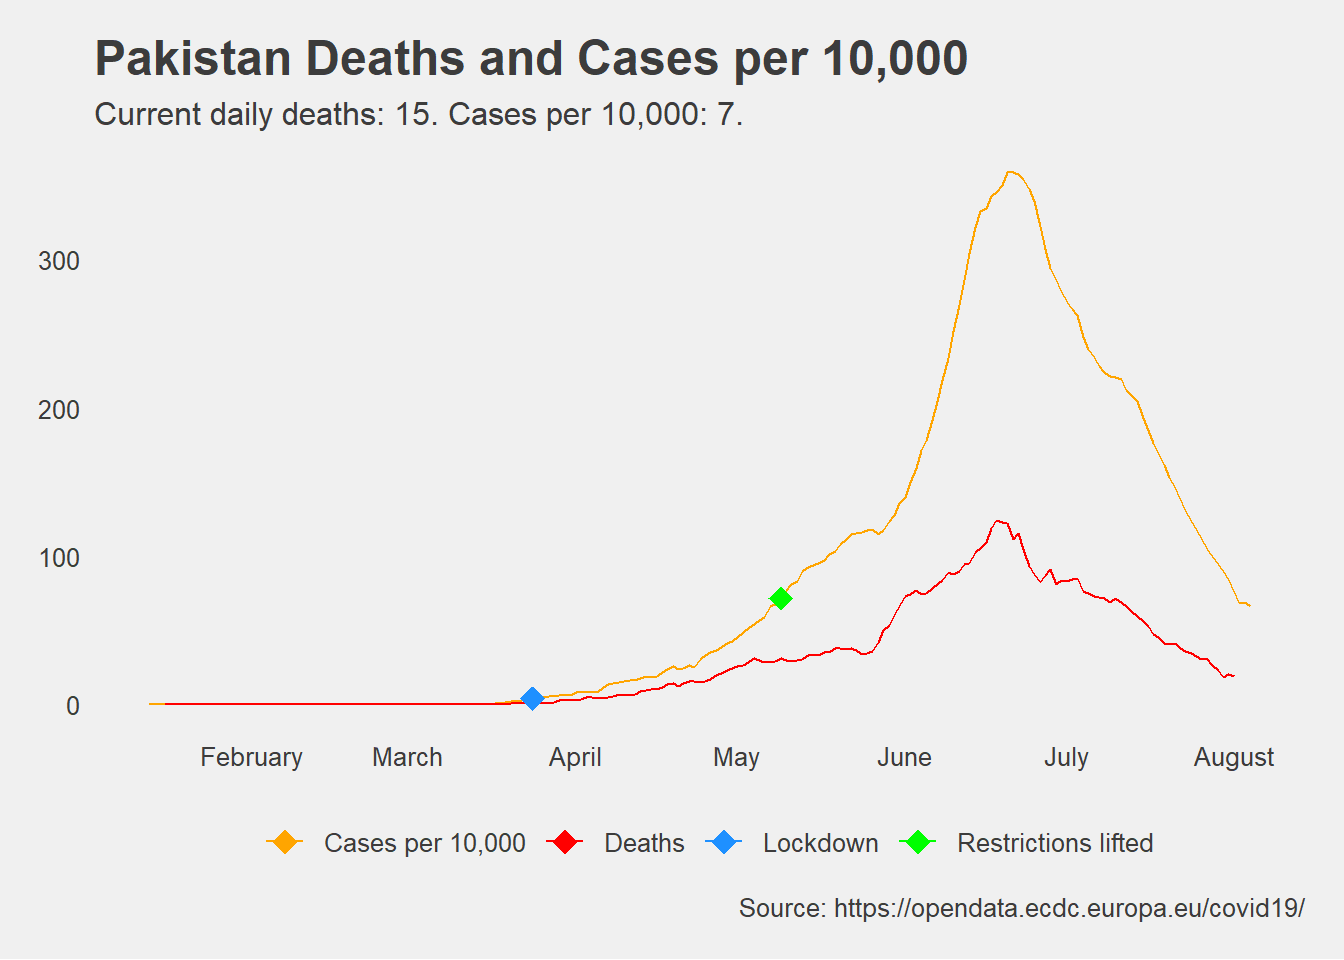 Pakistan Deaths and Cases per 10,000
Current daily deaths: 15. Cases per 10,000: 7.
300
200
100
0
February March April May June July August
Cases per 10,000 Deaths Lockdown Restrictions lifted
Source: https://opendata.ecdc.europa.eu/covid19/